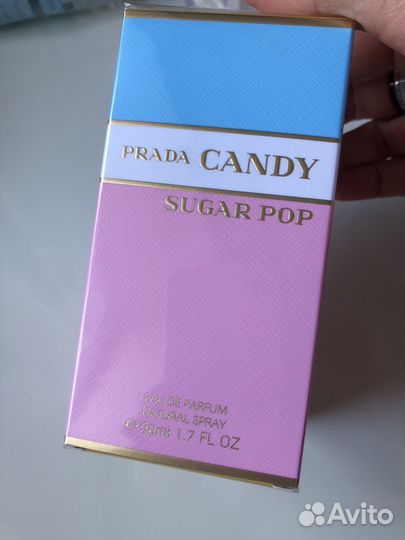 PRADA CANDY
SUGAR POP
EAU DE PARFUM
NATURAL SPRAY
℮50ml 1.7 FL OZ
Avito